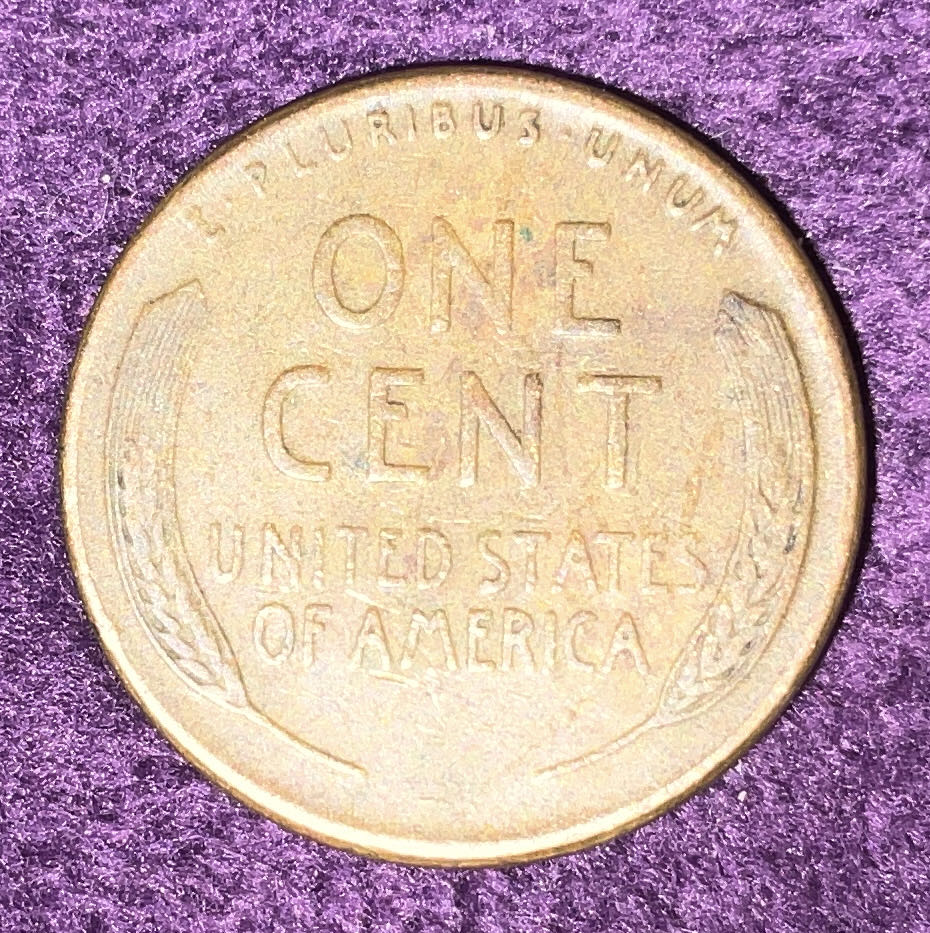 E·PLURIBUS·UNUM
ONE
CENT
UNITED STATES
OF AMERICA